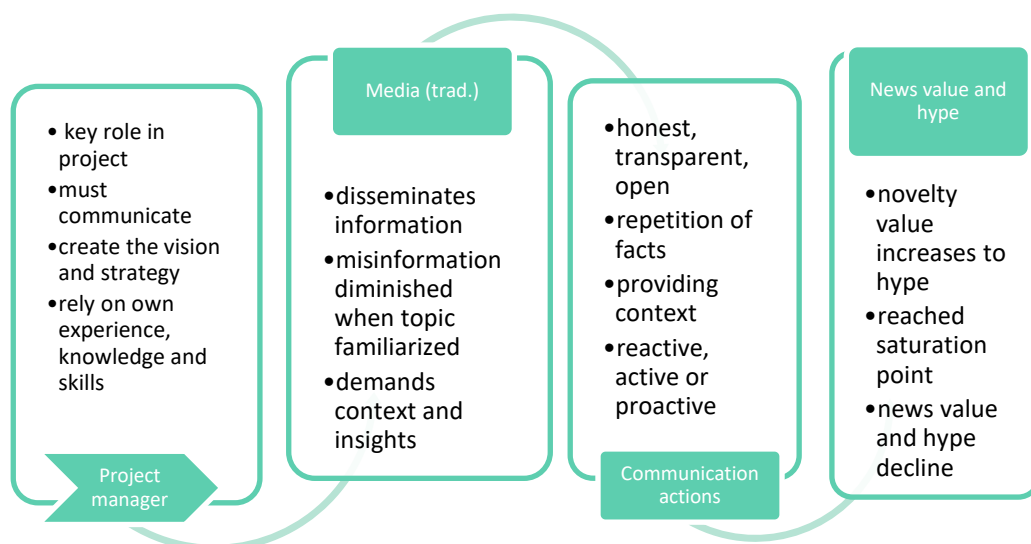 • key role in
project
•must
communicate
•create the vision
and strategy
•rely on own
experience,
knowledge and
skills
Project
manager
Media (trad.)
•disseminates
information
•misinformation
diminished
when topic
familiarized
•demands
context and
insights
•honest,
transparent,
open
•repetition of
facts
•providing
context
•reactive,
active or
proactive
Communication
actions
News value and
hype
•novelty
value
increases to
hype
•reached
saturation
point
•news value
and hype
decline